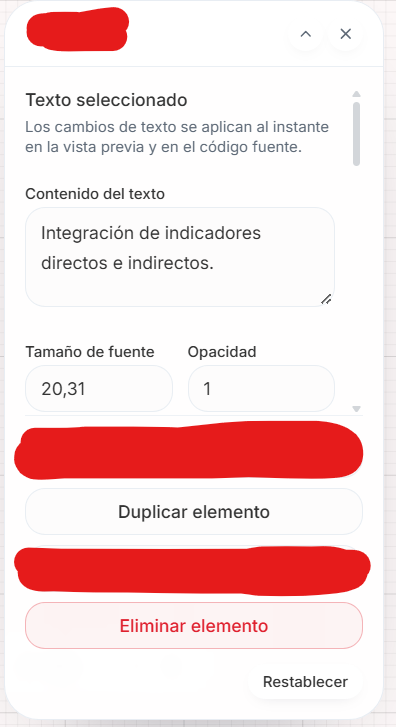 Texto seleccionado
Los cambios de texto se aplican al instante
en la vista previa y en el código fuente.
Contenido del texto
Integración de indicadores
directos e indirectos.
Tamaño de fuente
Opacidad
20,31
1
Duplicar elemento
Eliminar elemento
Restablecer